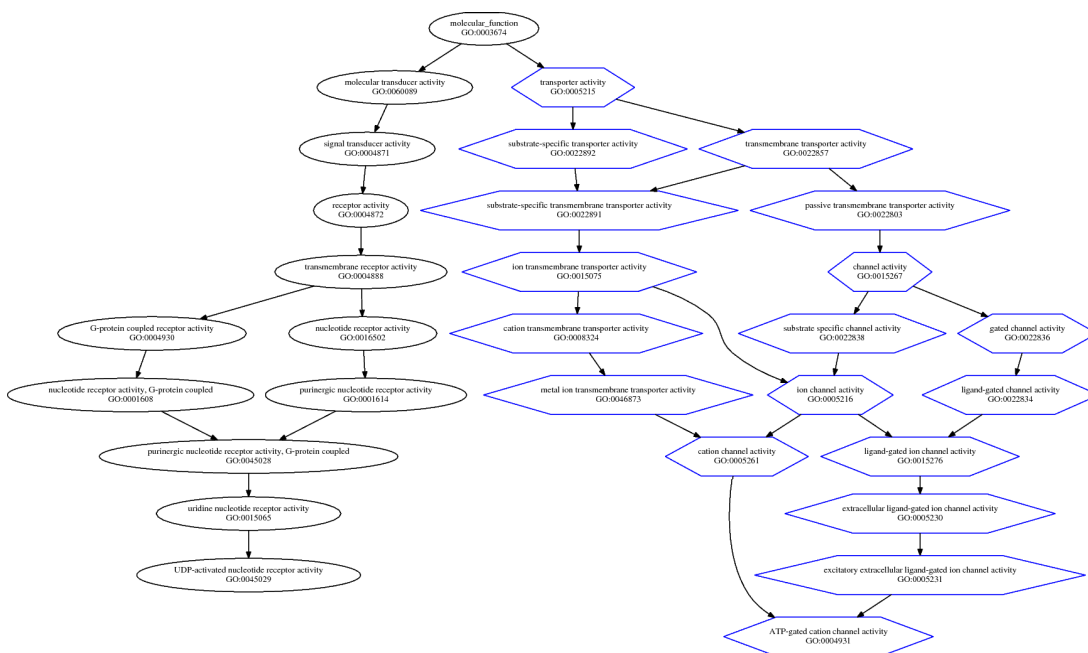 molecular_function
GO:0003674
molecular transducer activity
GO:0060089
transporter activity
GO:0005215
signal transducer activity
GO:0004871
substrate-specific transporter activity
GO:0022892
transmembrane transporter activity
GO:0022857
receptor activity
GO:0004872
substrate-specific transmembrane transporter activity
GO:0022891
passive transmembrane transporter activity
GO:0022803
transmembrane receptor activity
GO:0004888
ion transmembrane transporter activity
GO:0015075
channel activity
GO:0015267
G-protein coupled receptor activity
GO:0004930
nucleotide receptor activity
GO:0016502
cation transmembrane transporter activity
GO:0008324
substrate specific channel activity
GO:0022838
gated channel activity
GO:0022836
nucleotide receptor activity, G-protein coupled
GO:0001608
purinergic nucleotide receptor activity
GO:0001614
metal ion transmembrane transporter activity
GO:0046873
ion channel activity
GO:0005216
ligand-gated channel activity
GO:0022834
purinergic nucleotide receptor activity, G-protein coupled
GO:0045028
cation channel activity
GO:0005261
ligand-gated ion channel activity
GO:0015276
uridine nucleotide receptor activity
GO:0015065
extracellular ligand-gated ion channel activity
GO:0005230
UDP-activated nucleotide receptor activity
GO:0045029
excitatory extracellular ligand-gated ion channel activity
GO:0005231
ATP-gated cation channel activity
GO:0004931